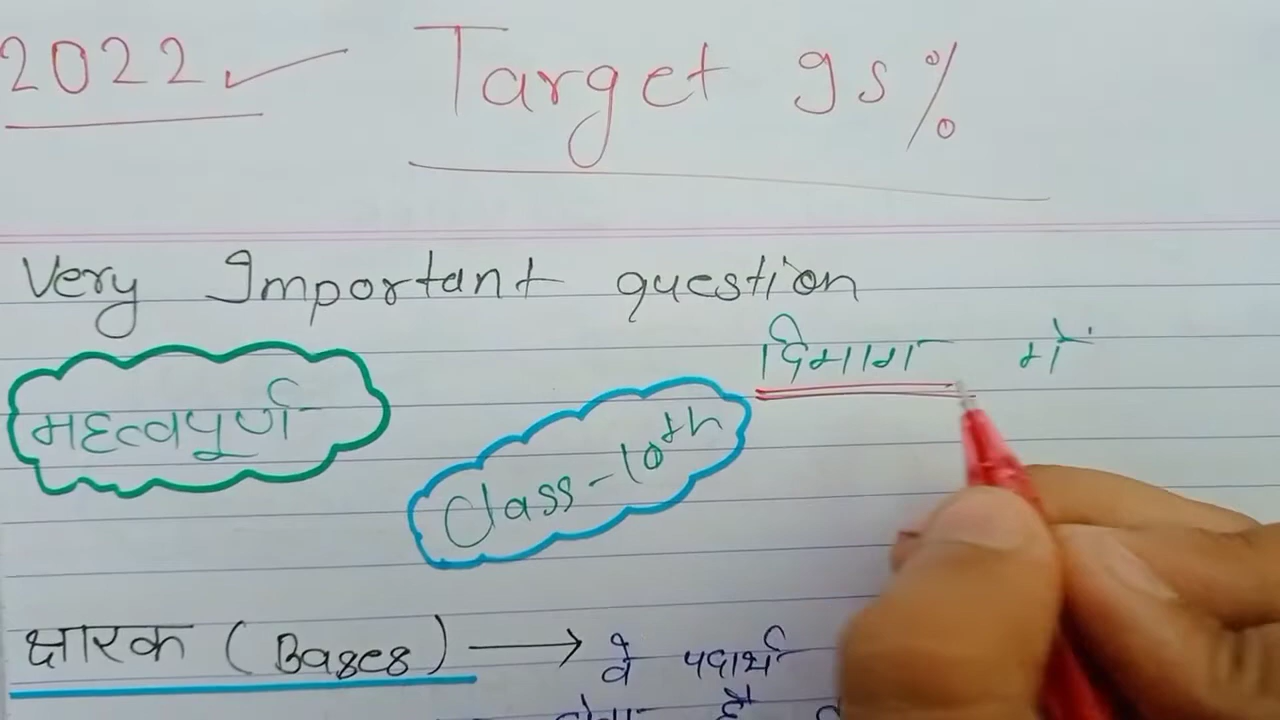 2022 Target 95%
Very Important question
दिमाग में
महत्वपूर्ण
Class-10th
क्षारक (Bases) → वे पदार्थ
है